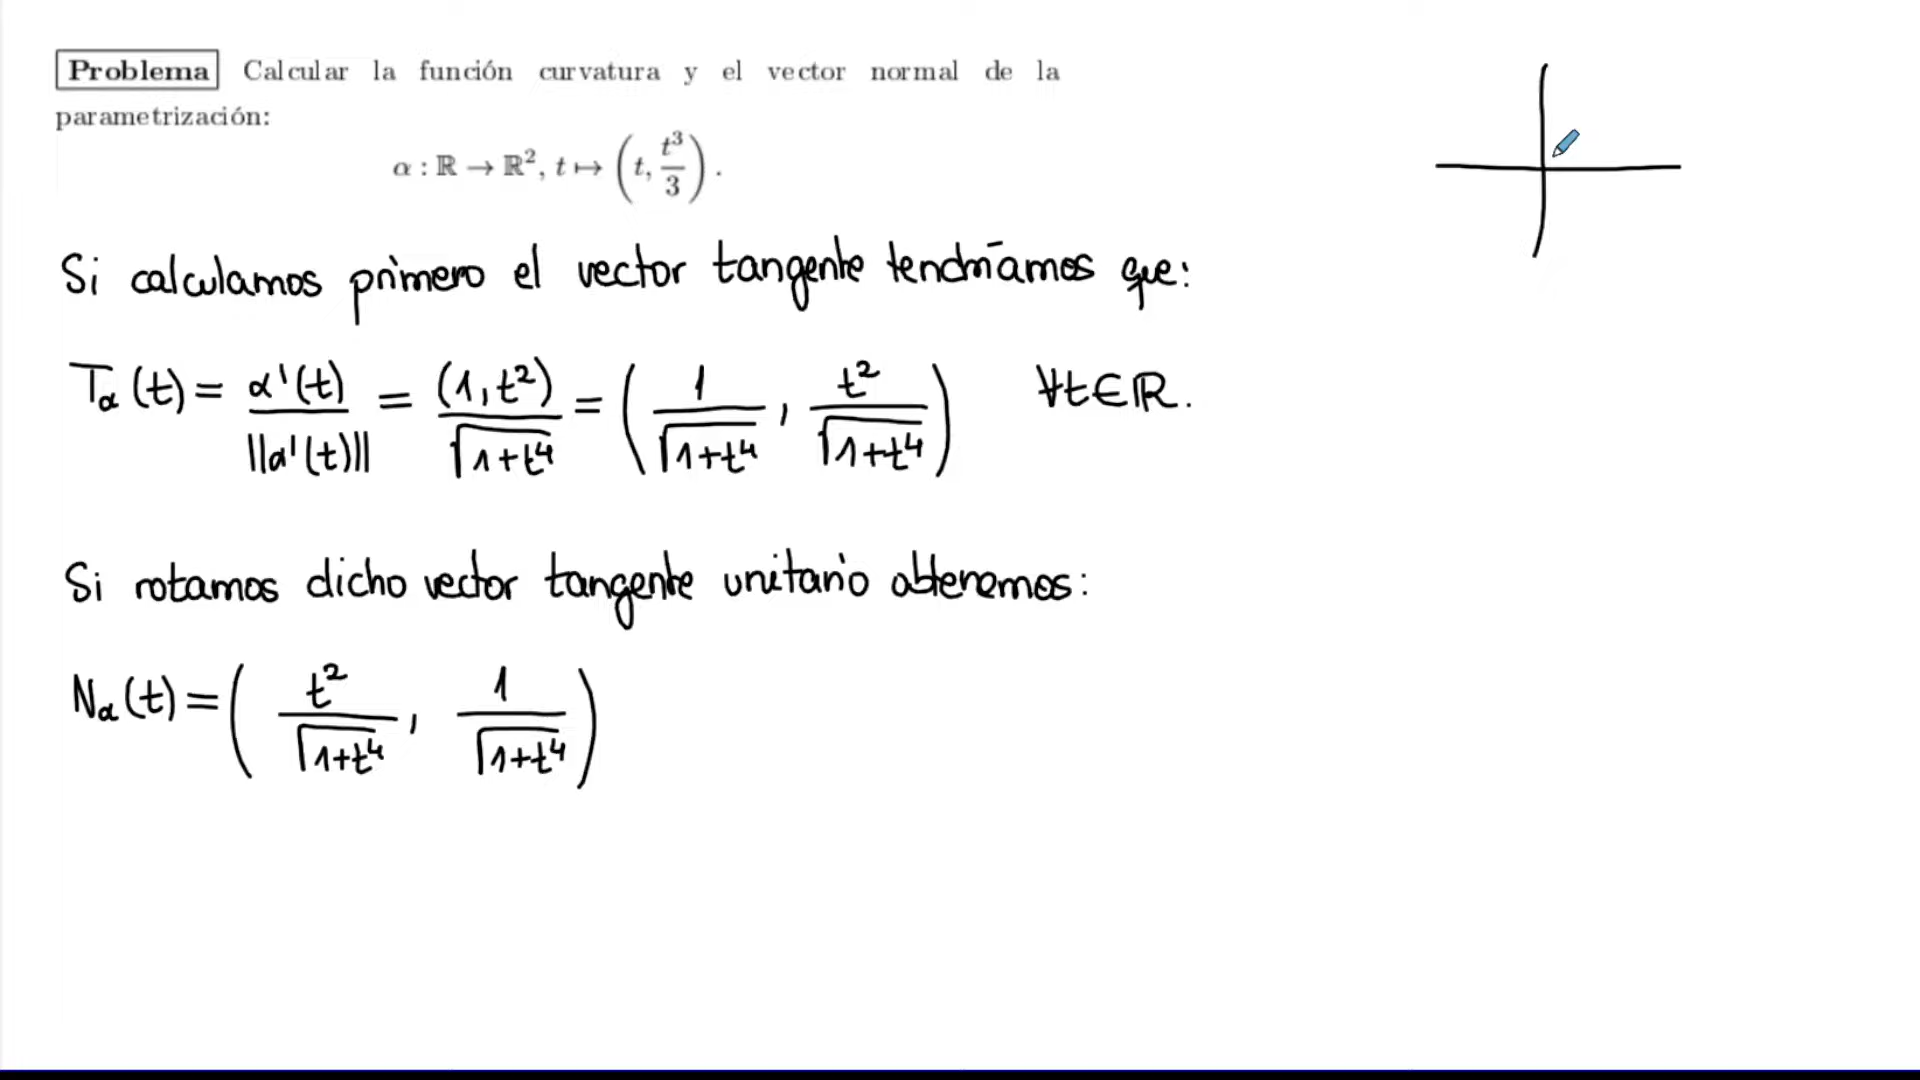 Problema Calcular la función curvatura y el vector normal de la
parametrización:
α : ℝ → ℝ², t ↦ (t, t³/3).
Si calculamos primero el vector tangente tendríamos que:
Tα(t) = α'(t)/||α'(t)|| = (1, t²)/√(1+t⁴) = (1/√(1+t⁴), t²/√(1+t⁴)) ∀t∈ℝ.
Si rotamos dicho vector tangente unitario obtenemos:
Nα(t) = (t²/√(1+t⁴), 1/√(1+t⁴))